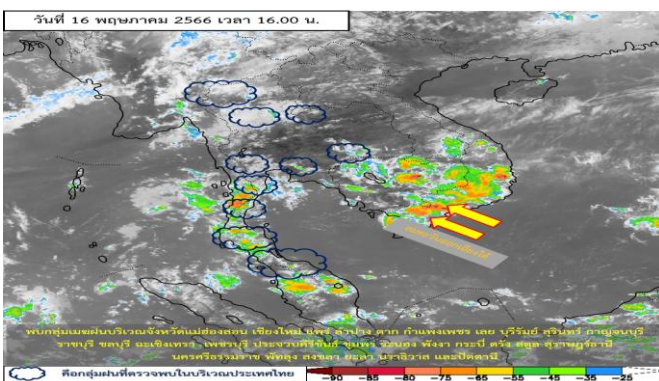 วันที่ 16 พฤษภาคม 2566 เวลา 16.00 น.
พบกลุ่มเมฆฝนบริเวณจังหวัดแม่ฮ่องสอน เชียงใหม่ แพร่ ลำปาง ตาก กำแพงเพชร เลย บุรีรัมย์ สุรินทร์ กาญจนบุรี
ราชบุรี ชลบุรี ฉะเชิงเทรา เพชรบุรี ประจวบคีรีขันธ์ ชุมพร ระนอง พังงา กระบี่ ตรัง สตูล สุราษฎร์ธานี
นครศรีธรรมราช พัทลุง สงขลา ยะลา นราธิวาส และปัตตานี
คือกลุ่มฝนที่ตรวจพบในบริเวณประเทศไทย
-90 -85 -80 -75 -65 -55 -45 -35 -25